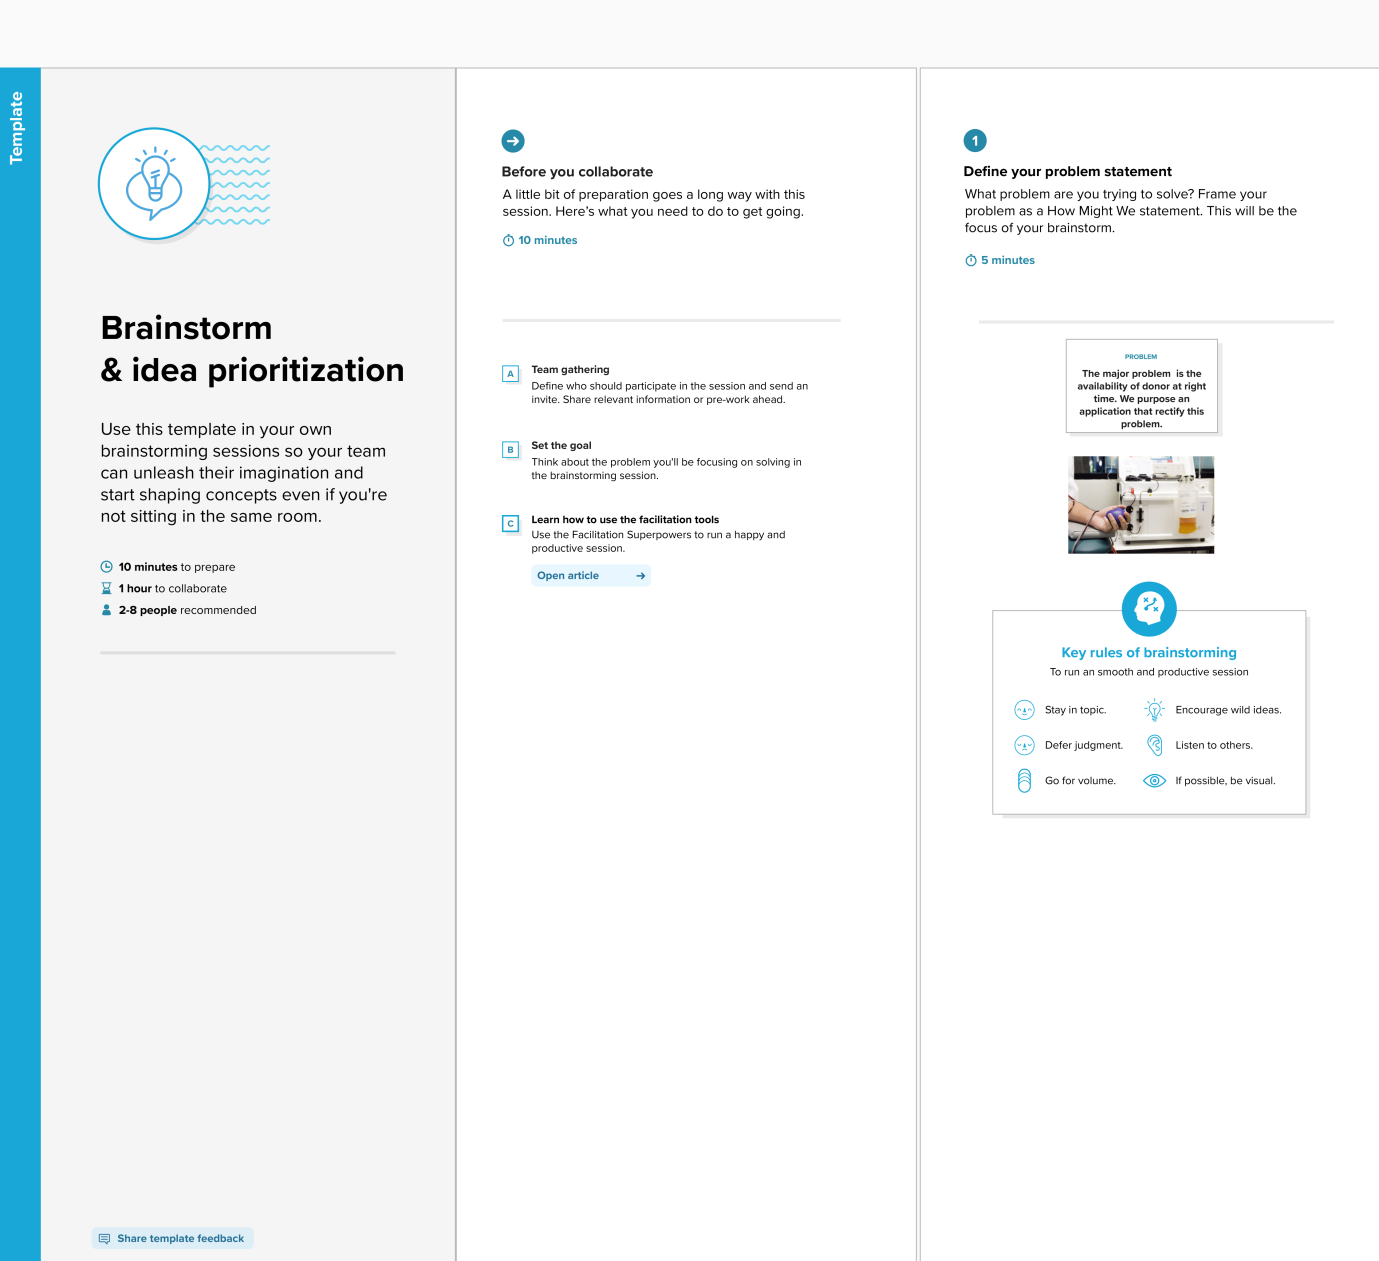 Template
Brainstorm
& idea prioritization
Use this template in your own
brainstorming sessions so your team
can unleash their imagination and
start shaping concepts even if you're
not sitting in the same room.
10 minutes to prepare
1 hour to collaborate
2-8 people recommended
Share template feedback
Before you collaborate
A little bit of preparation goes a long way with this
session. Here's what you need to do to get going.
10 minutes
A
Team gathering
Define who should participate in the session and send an
invite. Share relevant information or pre-work ahead.
B
Set the goal
Think about the problem you'll be focusing on solving in
the brainstorming session.
C
Learn how to use the facilitation tools
Use the Facilitation Superpowers to run a happy and
productive session.
Open article
1
Define your problem statement
What problem are you trying to solve? Frame your
problem as a How Might We statement. This will be the
focus of your brainstorm.
5 minutes
PROBLEM
The major problem is the
availability of donor at right
time. We purpose an
application that rectify this
problem.
Key rules of brainstorming
To run an smooth and productive session
Stay in topic.
Encourage wild ideas.
Defer judgment.
Listen to others.
Go for volume.
If possible, be visual.